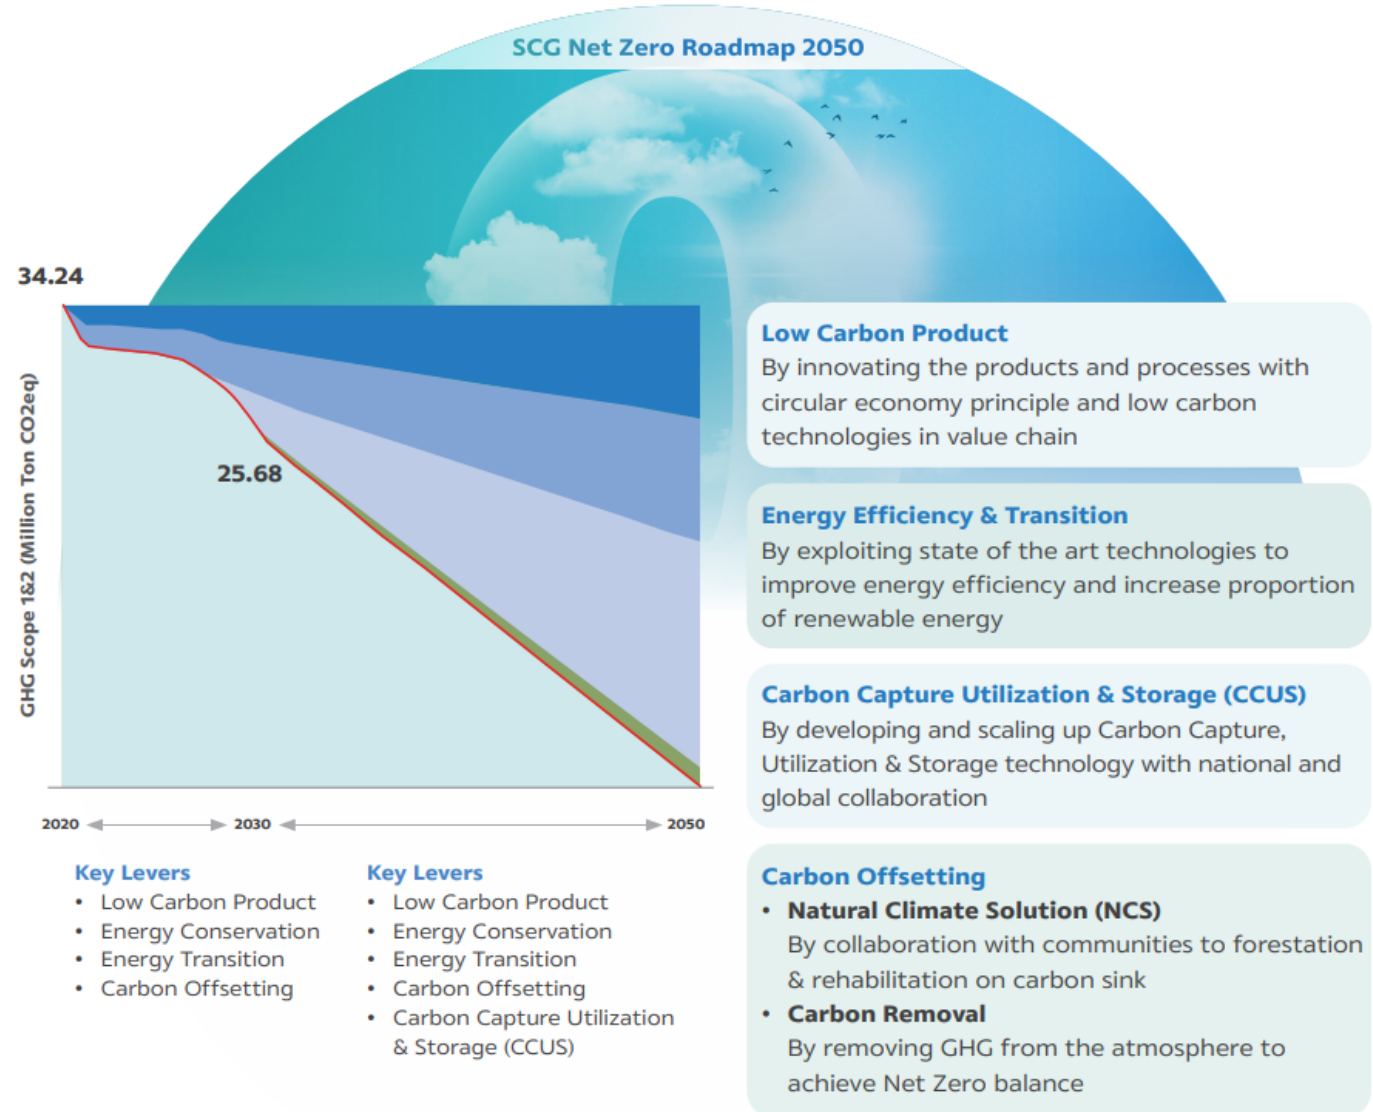 SCG Net Zero Roadmap 2050
34.24
25.68
GHG Scope 1&2 (Million Ton CO2eq)
2020
2030
2050
Key Levers
• Low Carbon Product
• Energy Conservation
• Energy Transition
• Carbon Offsetting
Key Levers
• Low Carbon Product
• Energy Conservation
• Energy Transition
• Carbon Offsetting
• Carbon Capture Utilization
& Storage (CCUS)
Low Carbon Product
By innovating the products and processes with
circular economy principle and low carbon
technologies in value chain
Energy Efficiency & Transition
By exploiting state of the art technologies to
improve energy efficiency and increase proportion
of renewable energy
Carbon Capture Utilization & Storage (CCUS)
By developing and scaling up Carbon Capture,
Utilization & Storage technology with national and
global collaboration
Carbon Offsetting
• Natural Climate Solution (NCS)
By collaboration with communities to forestation
& rehabilitation on carbon sink
• Carbon Removal
By removing GHG from the atmosphere to
achieve Net Zero balance